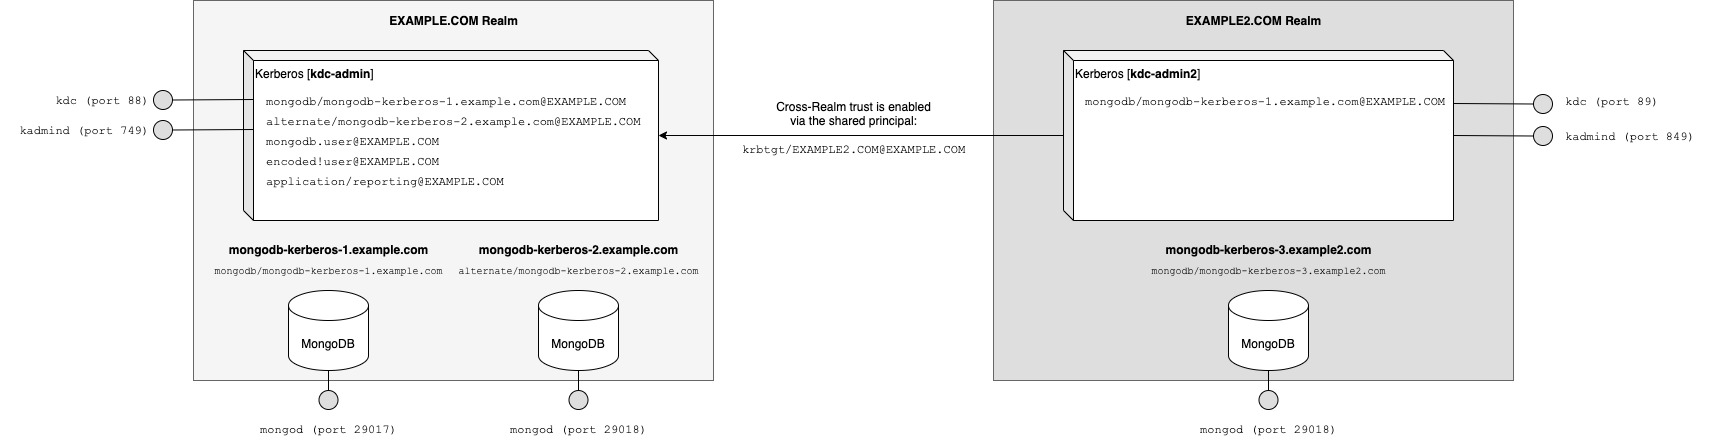 EXAMPLE.COM Realm
Kerberos [kdc-admin]
mongodb/mongodb-kerberos-1.example.com@EXAMPLE.COM
alternate/mongodb-kerberos-2.example.com@EXAMPLE.COM
mongodb.user@EXAMPLE.COM
encoded!user@EXAMPLE.COM
application/reporting@EXAMPLE.COM
kdc (port 88)
kadmind (port 749)
mongodb-kerberos-1.example.com
mongodb/mongodb-kerberos-1.example.com
MongoDB
mongod (port 29017)
mongodb-kerberos-2.example.com
alternate/mongodb-kerberos-2.example.com
MongoDB
mongod (port 29018)
Cross-Realm trust is enabled
via the shared principal:
krbtgt/EXAMPLE2.COM@EXAMPLE.COM
EXAMPLE2.COM Realm
Kerberos [kdc-admin2]
mongodb/mongodb-kerberos-1.example.com@EXAMPLE.COM
kdc (port 89)
kadmind (port 849)
mongodb-kerberos-3.example2.com
mongodb/mongodb-kerberos-3.example2.com
MongoDB
mongod (port 29018)